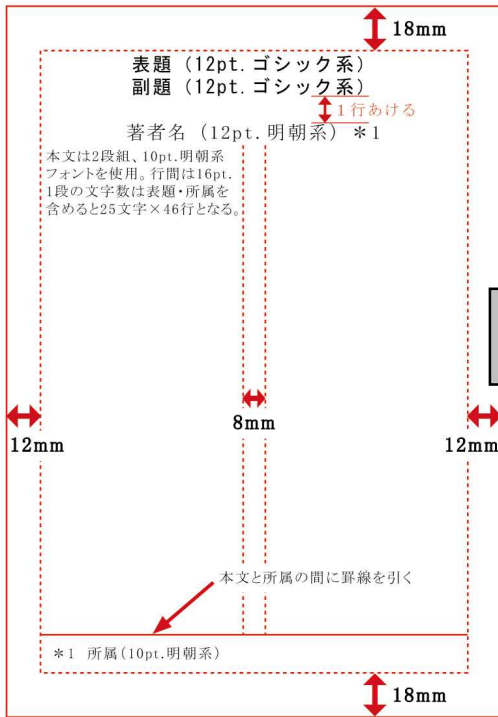 18mm
表題（12pt.ゴシック系）
副題（12pt.ゴシック系）
1行あける
著者名（12pt.明朝系）＊1
本文は2段組、10pt.明朝系
フォントを使用。行間は16pt.
1段の文字数は表題・所属を
含めると25文字×46行となる。
12mm
8mm
12mm
本文と所属の間に罫線を引く
＊1 所属（10pt.明朝系）
18mm